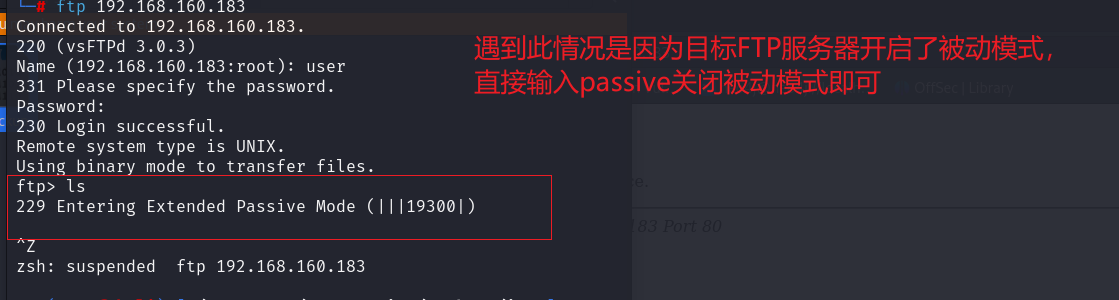 └─# ftp 192.168.160.183
Connected to 192.168.160.183.
220 (vsFTPd 3.0.3)
Name (192.168.160.183:root): user
331 Please specify the password.
Password:
230 Login successful.
Remote system type is UNIX.
Using binary mode to transfer files.
ftp> ls
229 Entering Extended Passive Mode (|||19300|)
^Z
zsh: suspended  ftp 192.168.160.183
遇到此情况是因为目标FTP服务器开启了被动模式，
直接输入passive关闭被动模式即可
OffSec | Library
183 Port 80